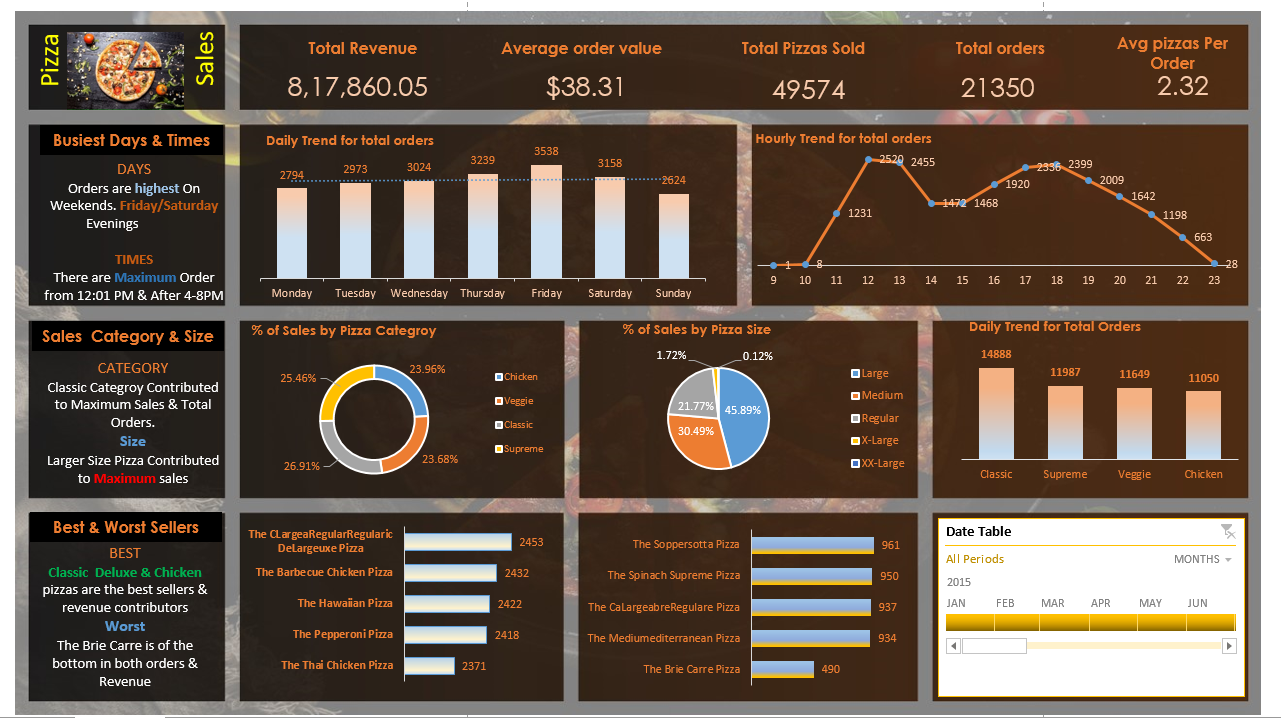 Pizza
Sales
Total Revenue
8,17,860.05
Average order value
$38.31
Total Pizzas Sold
49574
Total orders
21350
Avg pizzas Per
Order
2.32
Busiest Days & Times
DAYS
Orders are highest On
Weekends. Friday/Saturday
Evenings
TIMES
There are Maximum Order
from 12:01 PM & After 4-8PM
Daily Trend for total orders
2794
2973
3024
3239
3538
3158
2624
Monday
Tuesday
Wednesday
Thursday
Friday
Saturday
Sunday
Hourly Trend for total orders
1
8
1231
2520
2455
1472
1468
1920
2336
2399
2009
1642
1198
663
28
9
10
11
12
13
14
15
16
17
18
19
20
21
22
23
Sales  Category & Size
CATEGORY
Classic Categroy Contributed
to Maximum Sales & Total
Orders.
Size
Larger Size Pizza Contributed
to Maximum sales
% of Sales by Pizza Categroy
25.46%
23.96%
26.91%
23.68%
Chicken
Veggie
Classic
Supreme
% of Sales by Pizza Size
1.72%
0.12%
21.77%
45.89%
30.49%
Large
Medium
Regular
X-Large
XX-Large
Daily Trend for Total Orders
14888
11987
11649
11050
Classic
Supreme
Veggie
Chicken
Best & Worst Sellers
BEST
Classic  Deluxe & Chicken
pizzas are the best sellers &
revenue contributors
Worst
The Brie Carre is of the
bottom in both orders &
Revenue
The CLargeaRegularRegularic
DeLargeuxe Pizza
2453
The Barbecue Chicken Pizza
2432
The Hawaiian Pizza
2422
The Pepperoni Pizza
2418
The Thai Chicken Pizza
2371
The Soppersotta Pizza
961
The Spinach Supreme Pizza
950
The CaLargeabreRegulare Pizza
937
The Mediumediterranean Pizza
934
The Brie Carre Pizza
490
Date Table
All Periods
MONTHS
2015
JAN
FEB
MAR
APR
MAY
JUN